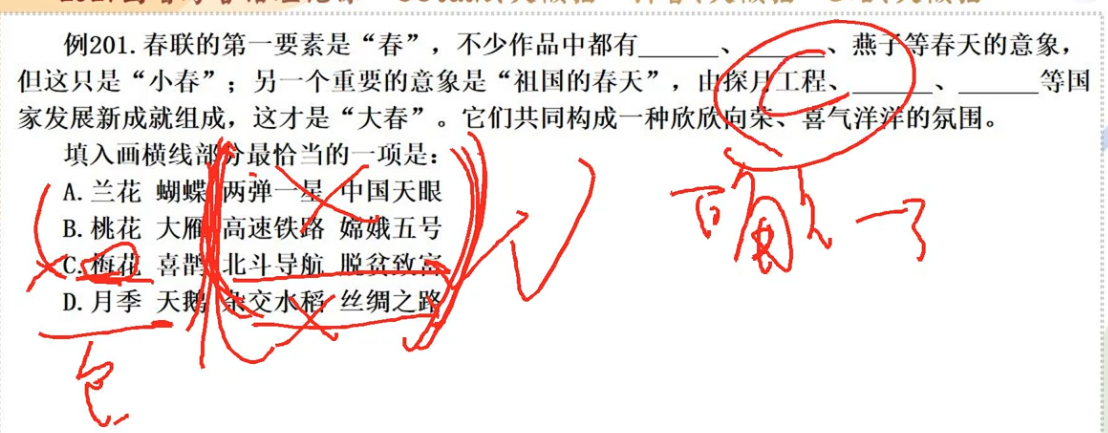 例201.春联的第一要素是“春”，不少作品中都有______、______、燕子等春天的意象，
但这只是“小春”；另一个重要的意象是“祖国的春天”，由探月工程、______、______等国
家发展新成就组成，这才是“大春”。它们共同构成一种欣欣向荣、喜气洋洋的氛围。
填入画横线部分最恰当的一项是：
A.兰花 蝴蝶 两弹一星 中国天眼
B.桃花 大雁 高速铁路 嫦娥五号
C.梅花 喜鹊 北斗导航 脱贫致富
D.月季 天鹅 杂交水稻 丝绸之路